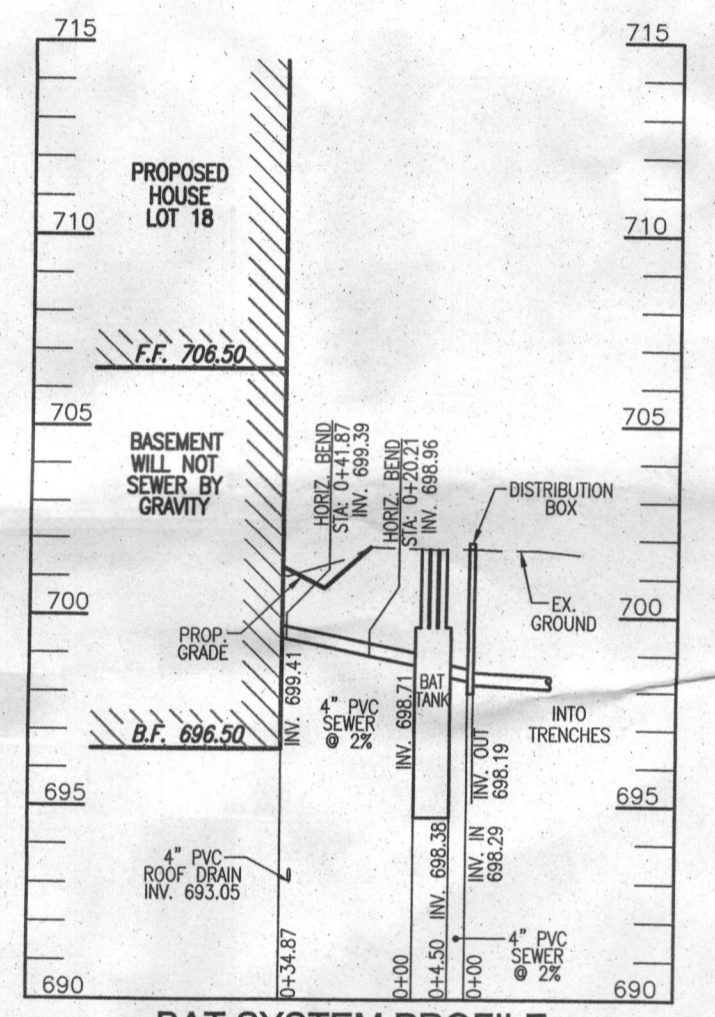 715
715
PROPOSED
HOUSE
LOT 18
710
710
F.F. 706.50
705
705
BASEMENT
WILL NOT
SEWER BY
GRAVITY
HORIZ. BEND
STA: 0+41.87
INV. 699.39
HORIZ. BEND
STA: 0+20.21
INV. 698.96
DISTRIBUTION
BOX
700
700
EX.
GROUND
PROP.
GRADE
INV. 699.41
4" PVC
SEWER
@ 2%
INV. 698.71
BAT
TANK
INTO
TRENCHES
B.F. 696.50
INV. OUT
698.19
695
695
4" PVC
ROOF DRAIN
INV. 693.05
INV. 698.38
INV. IN
698.29
4" PVC
SEWER
@ 2%
0+34.87
0+00
0+4.50
0+00
690
690
BAT SYSTEM PROFILE